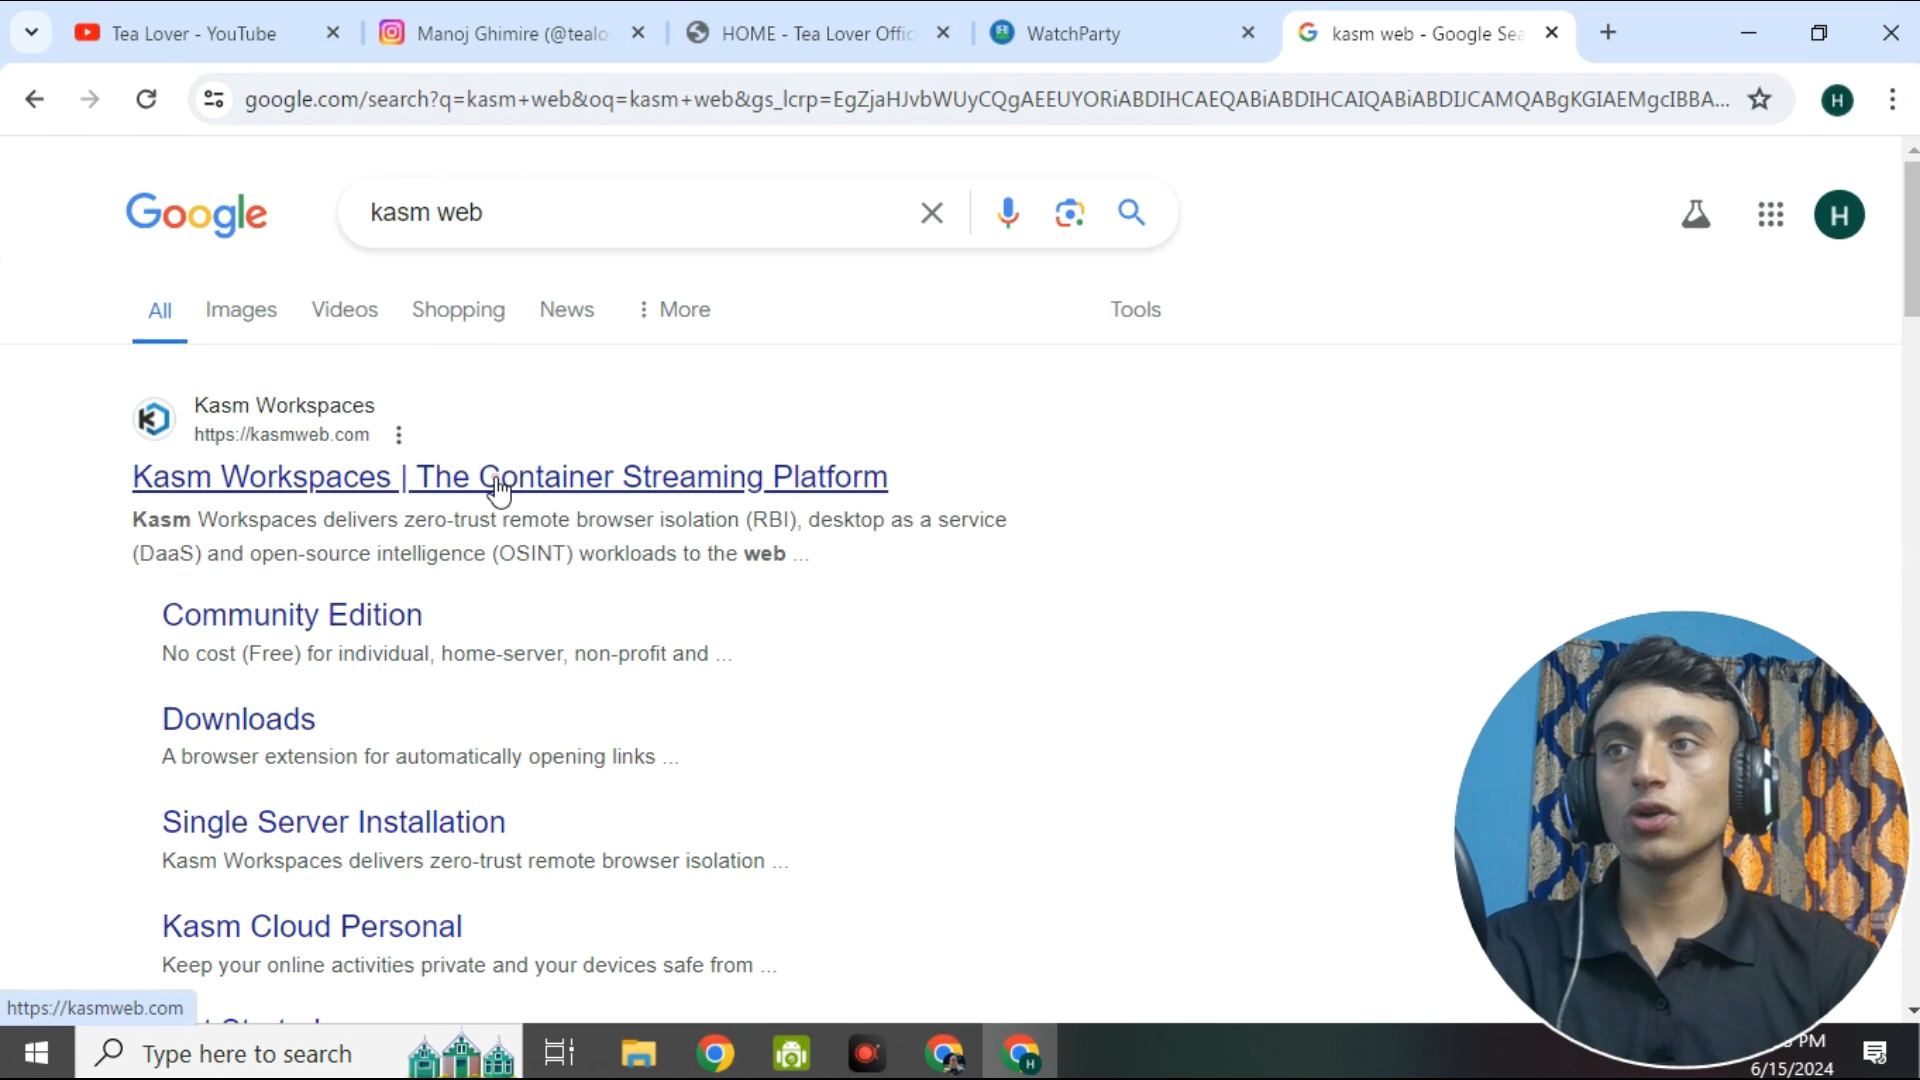 Tea Lover - YouTube
Manoj Ghimire (@tealo
HOME - Tea Lover Offic
WatchParty
kasm web - Google Sea
google.com/search?q=kasm+web&oq=kasm+web&gs_lcrp=EgZjaHJvbWUyCQgAEEUYORiABDIHCAEQABiABDIHCAIQABiABDIJCAMQABgKGIAEMgcIBBA...
H
Google
kasm web
H
All
Images
Videos
Shopping
News
More
Tools
Kasm Workspaces
https://kasmweb.com
Kasm Workspaces | The Container Streaming Platform
Kasm Workspaces delivers zero-trust remote browser isolation (RBI), desktop as a service
(DaaS) and open-source intelligence (OSINT) workloads to the web ...
Community Edition
No cost (Free) for individual, home-server, non-profit and ...
Downloads
A browser extension for automatically opening links ...
Single Server Installation
Kasm Workspaces delivers zero-trust remote browser isolation ...
Kasm Cloud Personal
Keep your online activities private and your devices safe from ...
https://kasmweb.com
Type here to search
H
PM
6/15/2024